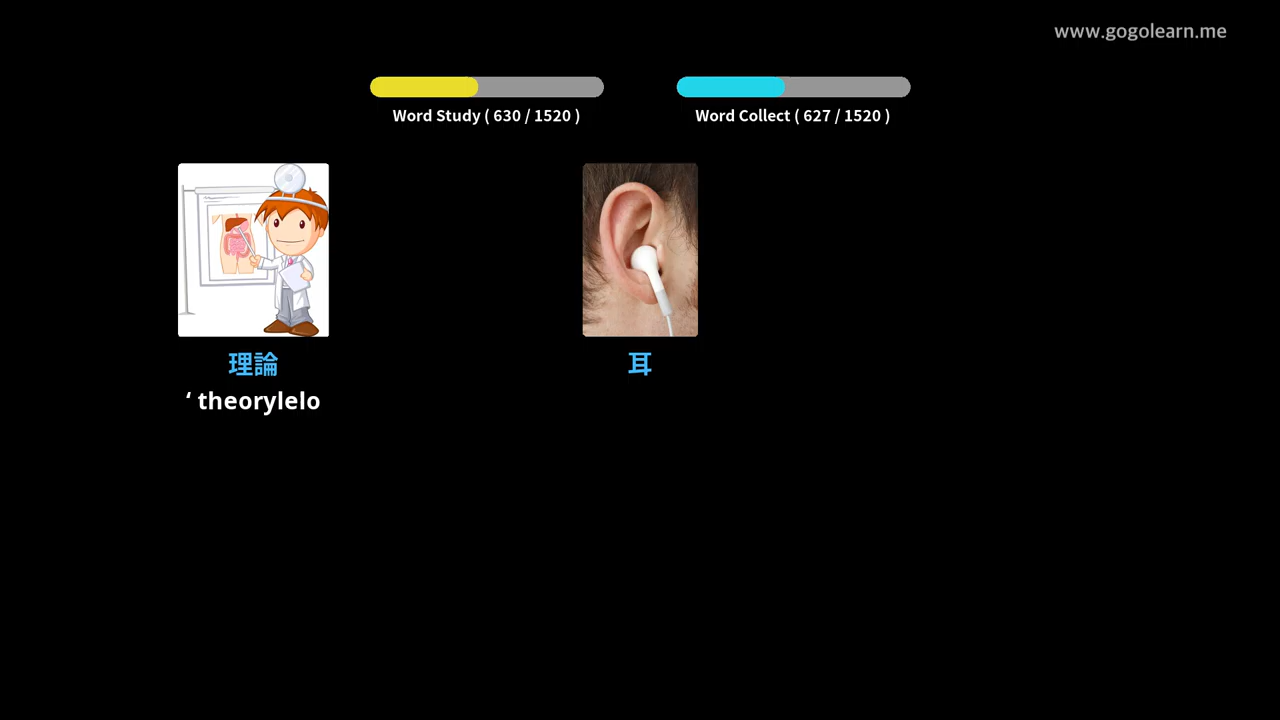 www.gogolearn.me
Word Study ( 630 / 1520 )
Word Collect ( 627 / 1520 )
理論
‘ theorylelo
耳